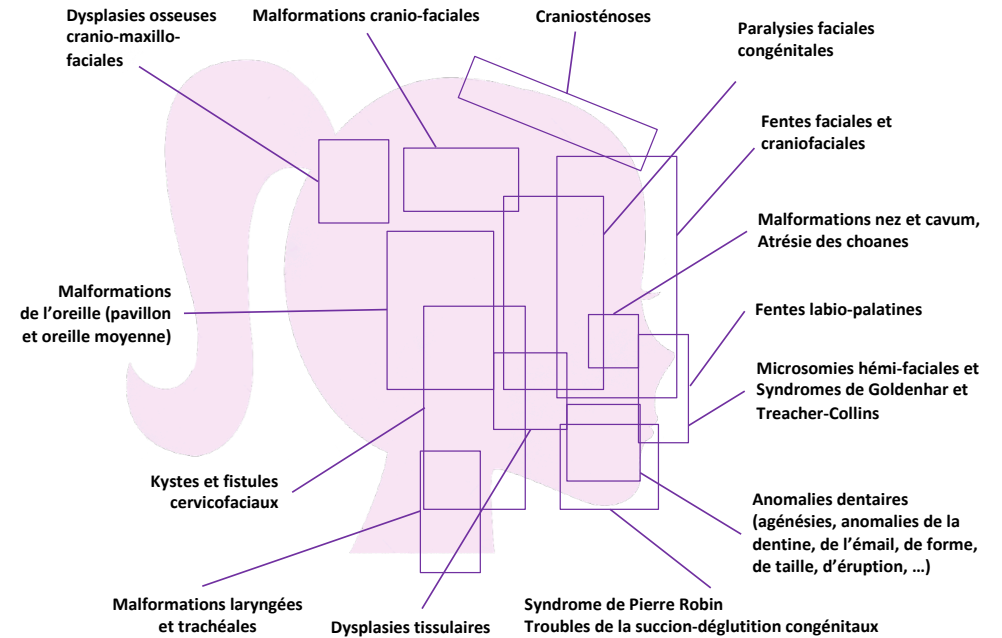 Dysplasies osseuses
cranio-maxillo-
faciales
Malformations cranio-faciales
Craniosténoses
Paralysies faciales
congénitales
Fentes faciales et
craniofaciales
Malformations nez et cavum,
Atrésie des choanes
Malformations
de l’oreille (pavillon
et oreille moyenne)
Fentes labio-palatines
Microsomies hémi-faciales et
Syndromes de Goldenhar et
Treacher-Collins
Kystes et fistules
cervicofaciaux
Anomalies dentaires
(agénésies, anomalies de la
dentine, de l’émail, de forme,
de taille, d’éruption, …)
Malformations laryngées
et trachéales
Dysplasies tissulaires
Syndrome de Pierre Robin
Troubles de la succion-déglutition congénitaux